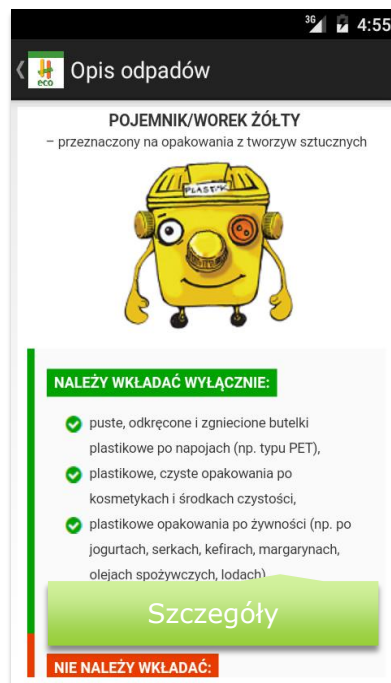 3G 4:55
eco Opis odpadów
POJEMNIK/WOREK ŻÓŁTY
– przeznaczony na opakowania z tworzyw sztucznych
PLASTIK
NALEŻY WKŁADAĆ WYŁĄCZNIE:
puste, odkręcone i zgniecione butelki
plastikowe po napojach (np. typu PET),
plastikowe, czyste opakowania po
kosmetykach i środkach czystości,
plastikowe opakowania po żywności (np. po
jogurtach, serkach, kefirach, margarynach,
olejach spożywczych, lodach)
Szczegóły
NIE NALEŻY WKŁADAĆ: